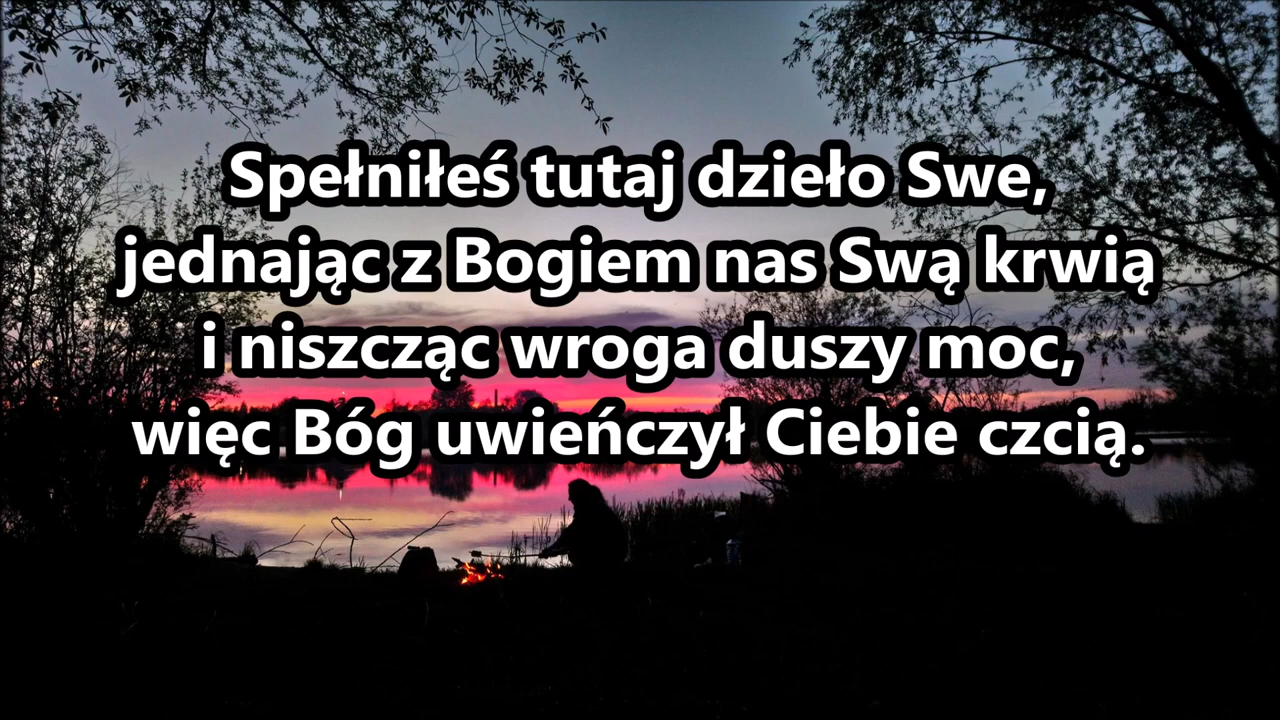 Spełniłeś tutaj dzieło Swe,
jednając z Bogiem nas Swą krwią
i niszcząc wroga duszy moc,
więc Bóg uwieńczył Ciebie czcią.